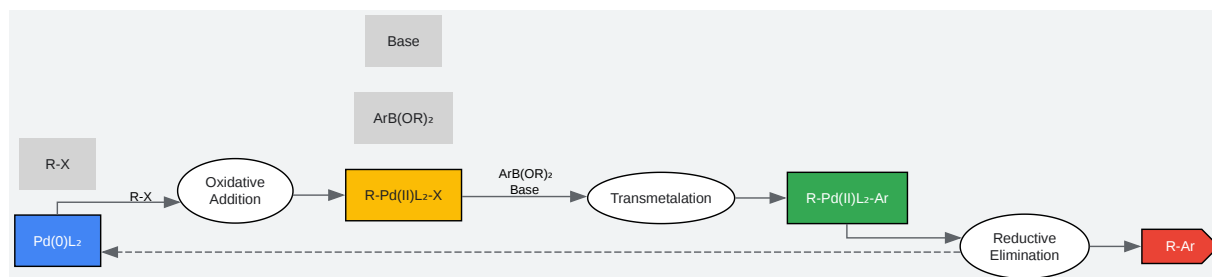 Base
ArB(OR)₂
R-X
R-X
Oxidative
Addition
R-Pd(II)L₂-X
ArB(OR)₂
Base
Transmetalation
R-Pd(II)L₂-Ar
Pd(0)L₂
Reductive
Elimination
R-Ar